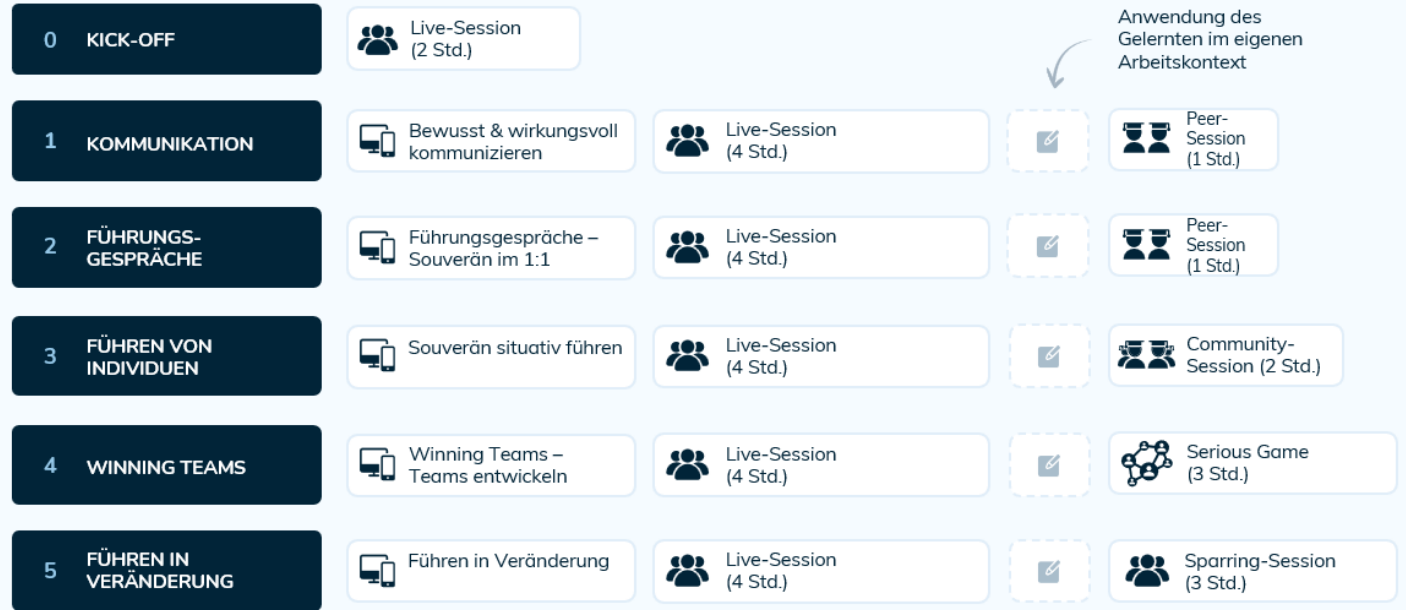 0 KICK-OFF
Live-Session
(2 Std.)
Anwendung des
Gelernten im eigenen
Arbeitskontext
1 KOMMUNIKATION
Bewusst & wirkungsvoll
kommunizieren
Live-Session
(4 Std.)
Peer-
Session
(1 Std.)
2 FÜHRUNGS-
GESPRÄCHE
Führungsgespräche –
Souverän im 1:1
Live-Session
(4 Std.)
Peer-
Session
(1 Std.)
3 FÜHREN VON
INDIVIDUEN
Souverän situativ führen
Live-Session
(4 Std.)
Community-
Session (2 Std.)
4 WINNING TEAMS
Winning Teams –
Teams entwickeln
Live-Session
(4 Std.)
Serious Game
(3 Std.)
5 FÜHREN IN
VERÄNDERUNG
Führen in Veränderung
Live-Session
(4 Std.)
Sparring-Session
(3 Std.)